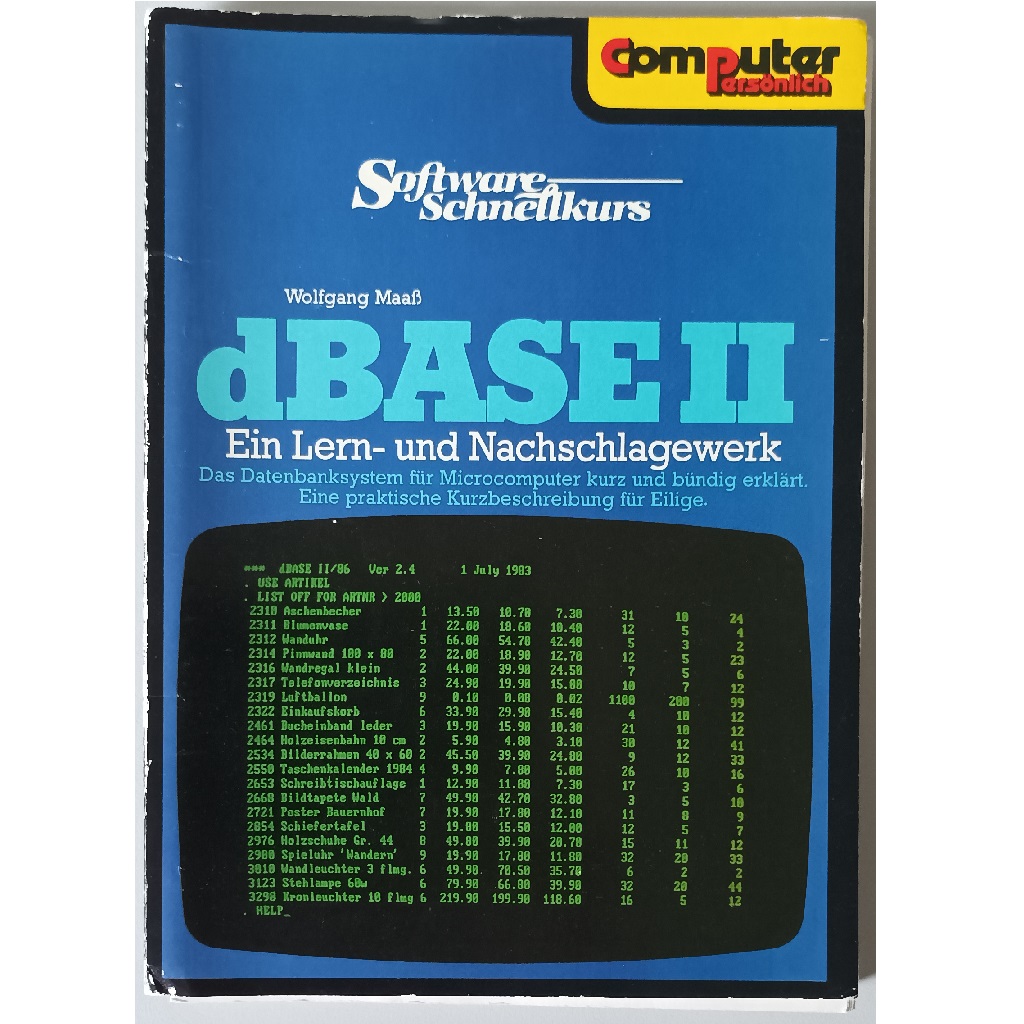 Computer
Persönlich
Software
Schnellkurs
Wolfgang Maaß
dBASE II
Ein Lern- und Nachschlagewerk
Das Datenbanksystem für Microcomputer kurz und bündig erklärt.
Eine praktische Kurzbeschreibung für Eilige.
*** dBASE II/86 Ver 2.4 1 July 1983
. USE ARTIKEL
. LIST OFF FOR ARTNR > 2000
2310 Aschenbecher 1 13.50 10.70 7.30 31 10 24
2311 Blumenvase 1 22.00 18.60 10.40 12 5 4
2312 Wanduhr 5 66.00 54.70 42.40 5 3 2
2314 Pinnwand 100 x 80 2 22.00 18.90 12.70 12 5 23
2316 Wandregal klein 2 44.00 39.90 24.50 7 5 6
2317 Telefonverzeichnis 3 24.90 19.90 15.00 10 7 12
2319 Luftballon 9 0.10 0.08 0.02 1100 200 99
2322 Einkaufskorb 6 33.90 29.90 15.40 4 10 12
2461 Bucheinband leder 3 19.90 15.90 10.30 21 10 12
2464 Holzeisenbahn 10 cm 2 5.90 4.80 3.10 30 12 41
2534 Bilderrahmen 40 x 60 2 45.50 39.90 24.00 9 12 33
2550 Taschenkalender 1984 4 9.90 7.80 5.00 26 10 16
2653 Schreibtischauflage 1 12.90 11.00 7.30 17 3 6
2660 Bildtapete Wald 7 49.90 42.70 32.00 3 5 10
2721 Poster Bauernhof 7 19.90 17.80 12.10 11 8 9
2854 Schiefertafel 3 19.00 15.50 12.00 12 5 7
2976 Holzschuhe Gr. 44 8 49.00 39.90 20.70 15 11 12
2980 Spieluhr 'Wandern' 9 19.90 17.00 11.80 32 20 33
3010 Wandleuchter 3 flmg. 6 49.90 70.50 35.70 6 2 2
3123 Stehlampe 60w 6 79.90 66.00 39.90 32 20 44
3298 Kronleuchter 10 flmg 6 219.90 199.90 118.60 16 5 12
. HELP_